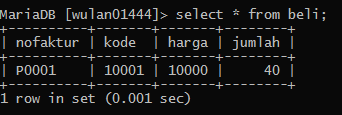 MariaDB [wulan01444]> select * from beli;
+----------+-------+-------+--------+
| nofaktur | kode  | harga | jumlah |
+----------+-------+-------+--------+
| P0001    | 10001 | 10000 |     40 |
+----------+-------+-------+--------+
1 row in set (0.001 sec)